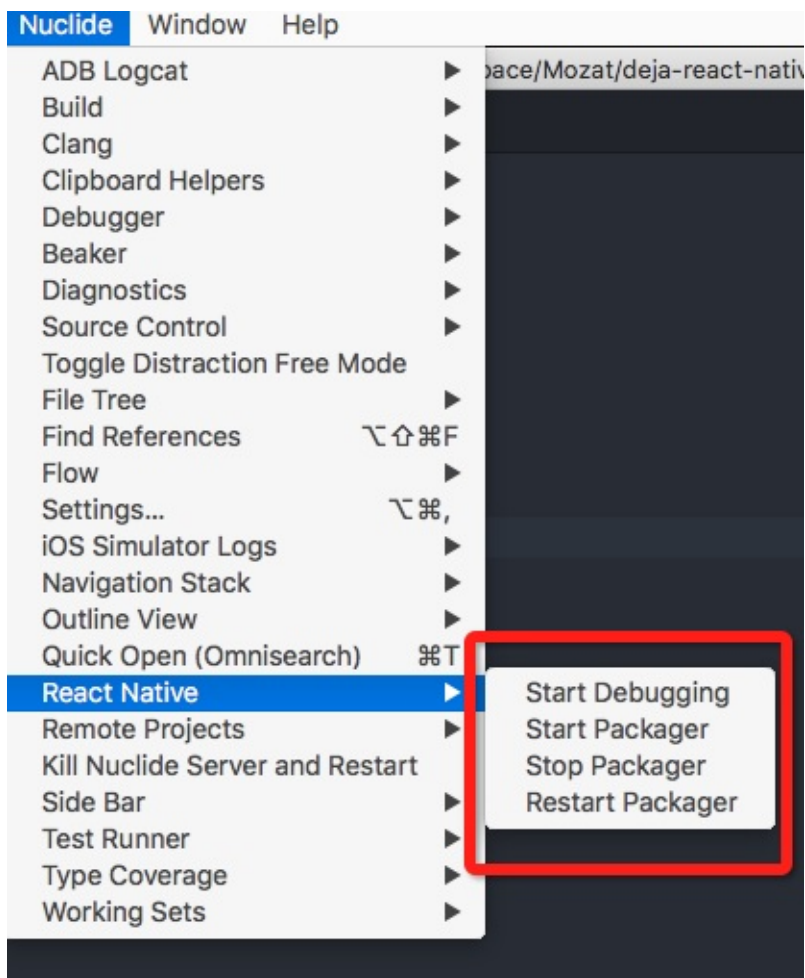 Nuclide Window Help
pace/Mozat/deja-react-nativ
ADB Logcat
Build
Clang
Clipboard Helpers
Debugger
Beaker
Diagnostics
Source Control
Toggle Distraction Free Mode
File Tree
Find References ⌥⇧⌘F
Flow
Settings... ⌥⌘,
iOS Simulator Logs
Navigation Stack
Outline View
Quick Open (Omnisearch) ⌘T
React Native
Remote Projects
Kill Nuclide Server and Restart
Side Bar
Test Runner
Type Coverage
Working Sets
Start Debugging
Start Packager
Stop Packager
Restart Packager